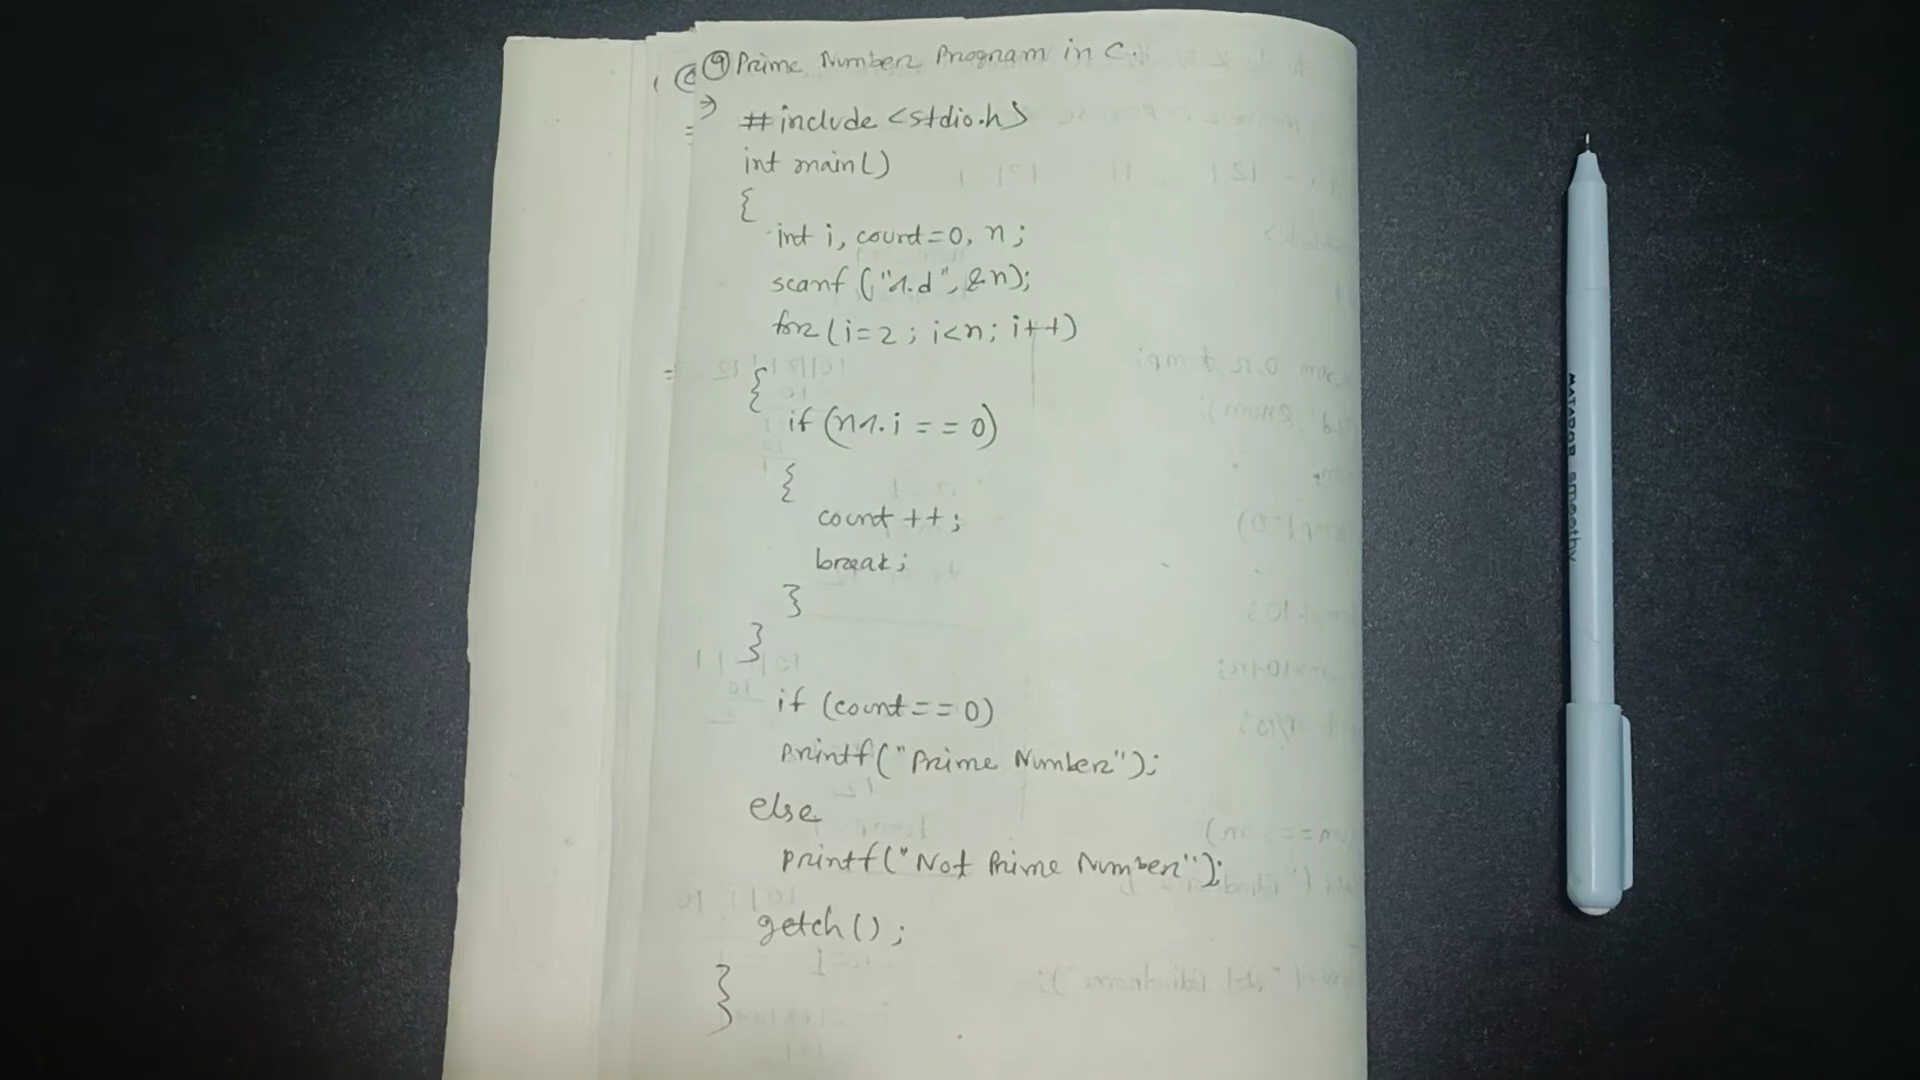 ⑨ Prime Number Program in C.
⇒
#include <stdio.h>
int main()
{
int i, count=0, n;
scanf ("%d", &n);
for (i=2; i<n; i++)
{
if (n%i == 0)
{
count ++;
break;
}
}
if (count == 0)
printf("Prime Number");
else
printf("Not Prime Number");
getch();
}
smoothy